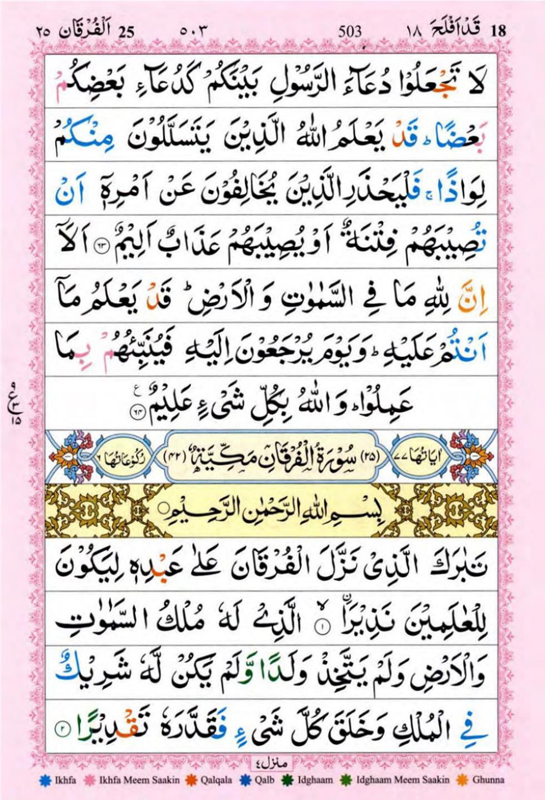 اَلْفُرْقَان 25 ٢٥ ٥٠٣ 503 قَدْ اَفْلَحَ ١٨ 18
لَا تَجْعَلُوْا دُعَآءَ الرَّسُوْلِ بَيْنَكُمْ كَدُعَآءِ بَعْضِكُمْ
بَعْضًا ؕ قَدْ يَعْلَمُ اللّٰهُ الَّذِيْنَ يَتَسَلَّلُوْنَ مِنْكُمْ
لِوَاذًا ۚ فَلْيَحْذَرِ الَّذِيْنَ يُخَالِفُوْنَ عَنْ اَمْرِهٖۤ اَنْ
تُصِيْبَهُمْ فِتْنَةٌ اَوْ يُصِيْبَهُمْ عَذَابٌ اَلِيْمٌ ﴿٦٣﴾ اَلَاۤ
اِنَّ لِلّٰهِ مَا فِي السَّمٰوٰتِ وَ الْاَرْضِ ؕ قَدْ يَعْلَمُ مَاۤ
اَنْتُمْ عَلَيْهِ ؕ وَيَوْمَ يُرْجَعُوْنَ اِلَيْهِ فَيُنَبِّئُهُمْ بِمَا
عَمِلُوْا ؕ وَ اللّٰهُ بِكُلِّ شَيْءٍ عَلِيْمٌ ﴿٦٤﴾
اٰيَاتُهَا ٧٧ (٢٥) سُوْرَةُ الْفُرْقَانِ مَكِّيَّةٌ (٤٢) رُكُوْعَاتُهَا ٦
بِسْمِ اللّٰهِ الرَّحْمٰنِ الرَّحِيْمِ
تَبٰرَكَ الَّذِيْ نَزَّلَ الْفُرْقَانَ عَلٰى عَبْدِهٖ لِيَكُوْنَ
لِلْعٰلَمِيْنَ نَذِيْرَا ۙ﴿١﴾ الَّذِيْ لَهٗ مُلْكُ السَّمٰوٰتِ
وَالْاَرْضِ وَلَمْ يَتَّخِذْ وَلَدًا وَّلَمْ يَكُنْ لَّهٗ شَرِيْكٌ
فِي الْمُلْكِ وَخَلَقَ كُلَّ شَيْءٍ فَقَدَّرَهٗ تَقْدِيْرًا ﴿٢﴾
منزل ٤
Ikhfa Ikhfa Meem Saakin Qalqala Qalb Idghaam Idghaam Meem Saakin Ghunna